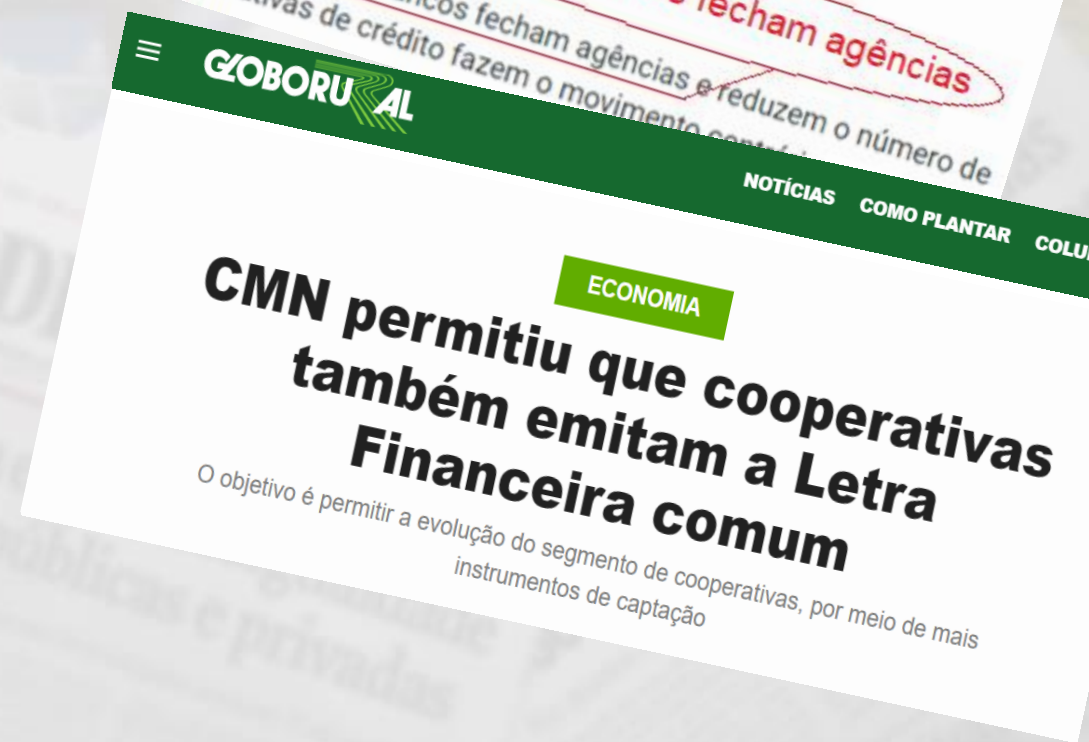 fecham agências
fecham agências e reduzem o número de
de crédito fazem o movimento
GLOBORURAL
NOTÍCIAS COMO PLANTAR
ECONOMIA
CMN permitiu que cooperativas
também emitam a Letra
Financeira comum
O objetivo é permitir a evolução do segmento de cooperativas, por meio de mais
instrumentos de captação
públicas e privadas